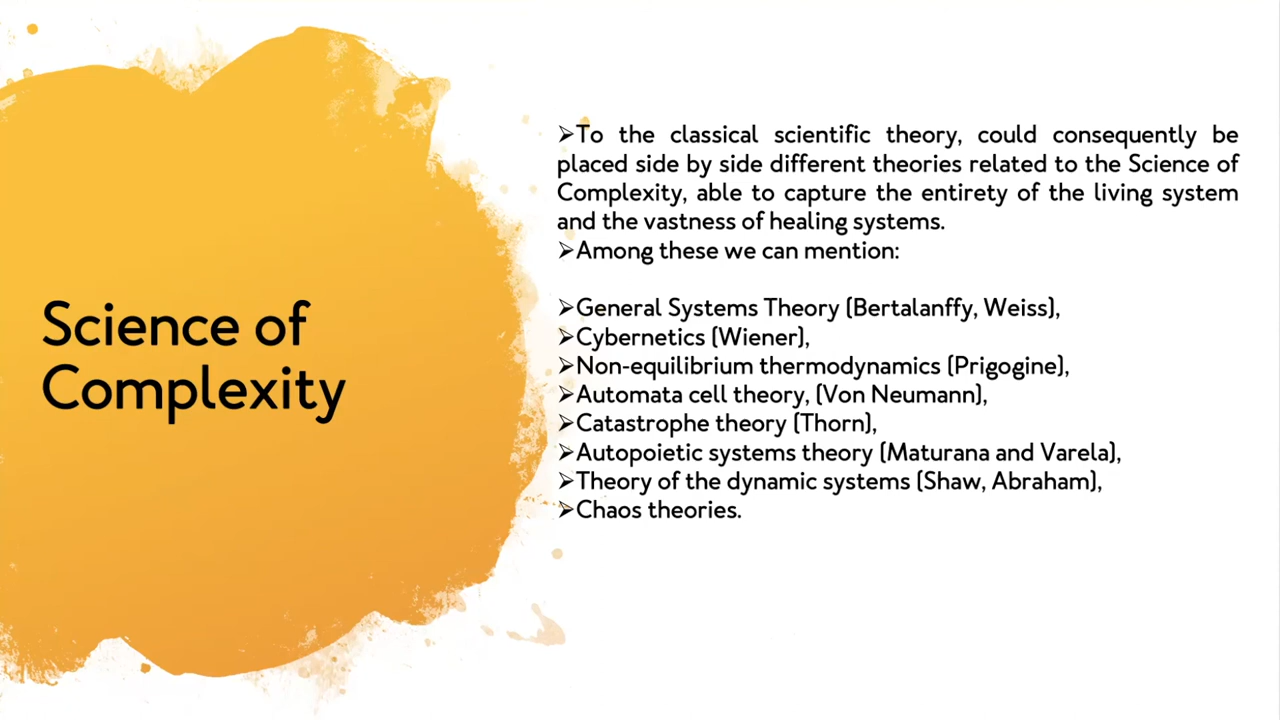 Science of
Complexity
➢To the classical scientific theory, could consequently be
placed side by side different theories related to the Science of
Complexity, able to capture the entirety of the living system
and the vastness of healing systems.
➢Among these we can mention:
➢General Systems Theory (Bertalanffy, Weiss),
➢Cybernetics (Wiener),
➢Non-equilibrium thermodynamics (Prigogine),
➢Automata cell theory, (Von Neumann),
➢Catastrophe theory (Thorn),
➢Autopoietic systems theory (Maturana and Varela),
➢Theory of the dynamic systems (Shaw, Abraham),
➢Chaos theories.